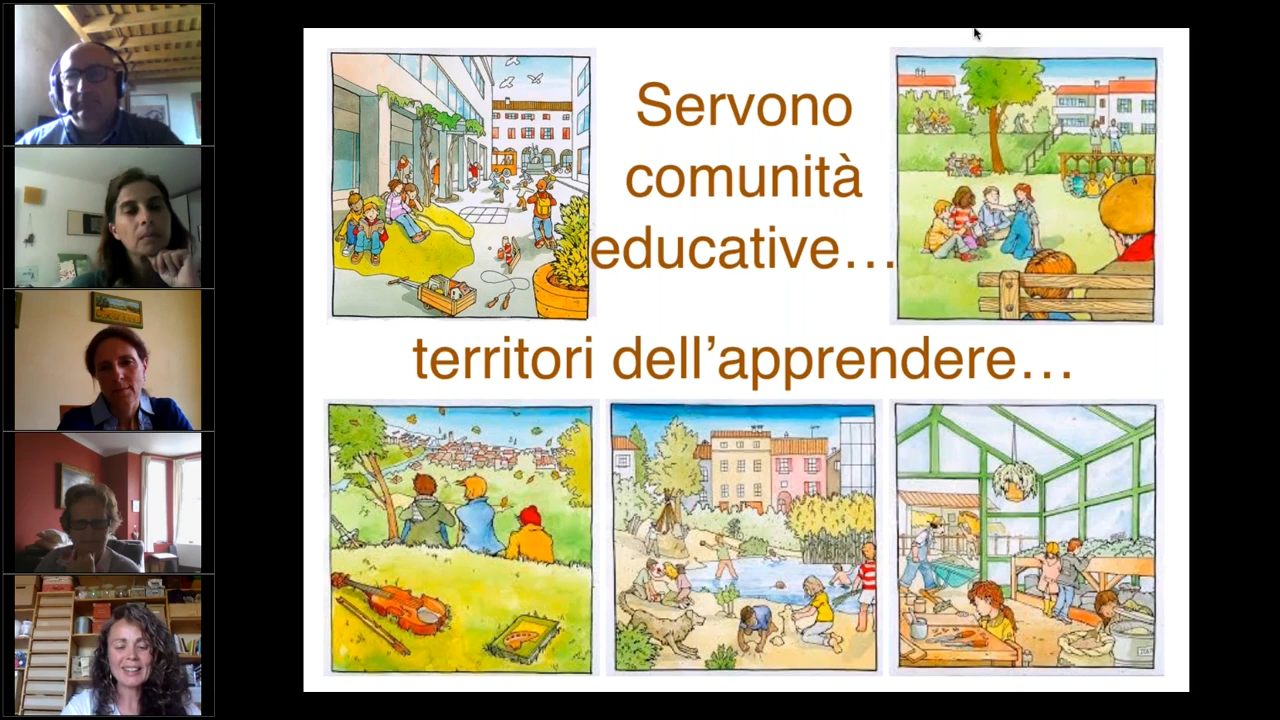 Servono
comunità
educative…
territori dell’apprendere…